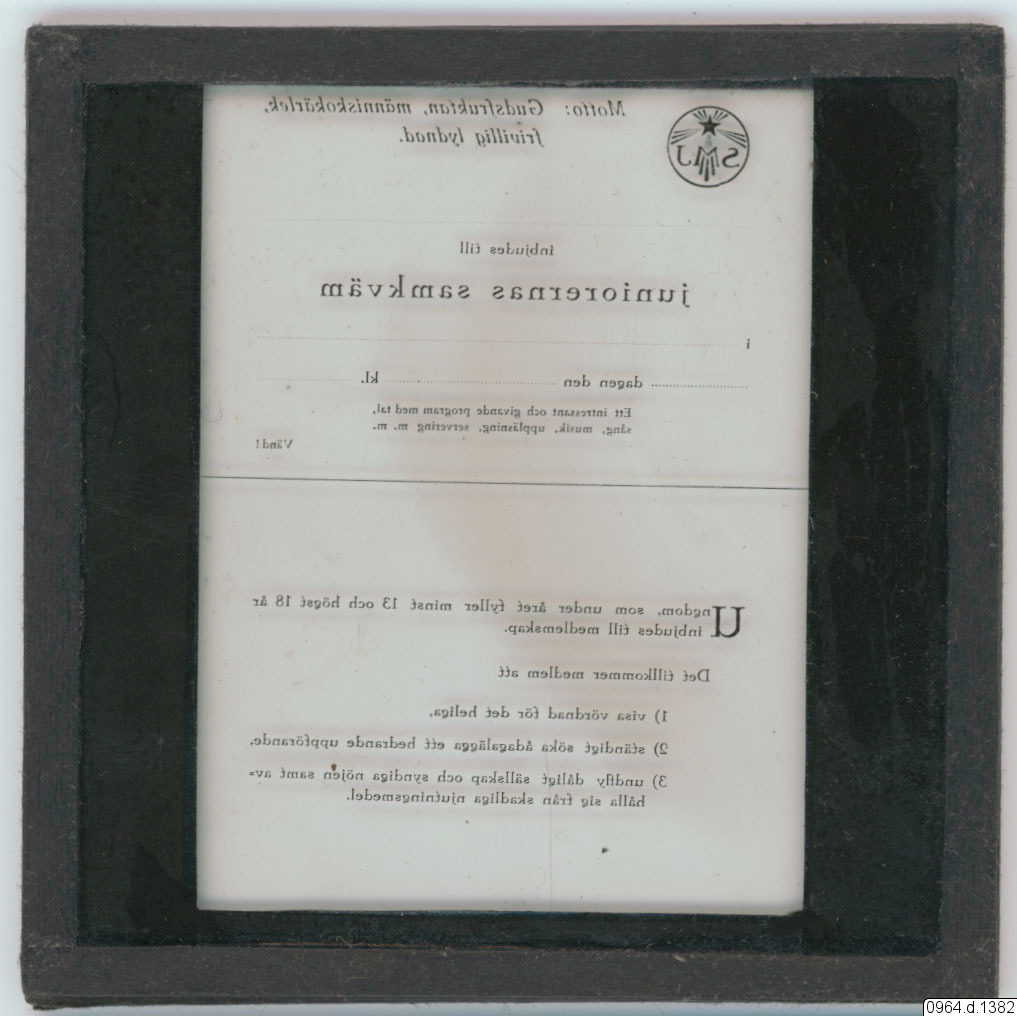 SMJ
Motto: Gudsfruktan, människokärlek,
frivillig lydnad.
inbjudes till
juniorernas samkväm
i
dagen den kl.
Ett intressant och givande program med tal,
sång, musik, uppläsning, servering m. m.
Vänd!
Ungdom, som under året fyller minst 13 och högst 18 år
inbjudes till medlemskap.
Det tillkommer medlem att
1) visa vördnad för det heliga,
2) ständigt söka ådagalägga ett hedrande uppförande,
3) undfly dåligt sällskap och syndiga nöjen samt av-
hålla sig från skadliga njutningsmedel.
0964.d.1382